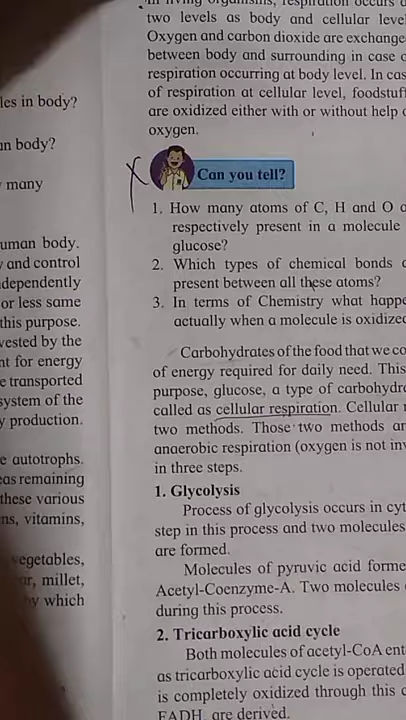 les in body?
n body?
many
uman body.
and control
dependently
or less same
this purpose.
vested by the
nt for energy
e transported
system of the
y production.
e autotrophs.
as remaining
these various
ns, vitamins,
vegetables,
ar, millet,
by which
In living organisms, respiration occurs a
two levels as body and cellular leve
Oxygen and carbon dioxide are exchange
between body and surrounding in case o
respiration occurring at body level. In cas
of respiration at cellular level, foodstuf
are oxidized either with or without help o
oxygen.
Can you tell?
1. How many atoms of C, H and O a
respectively present in a molecule
glucose?
2. Which types of chemical bonds
present between all these atoms?
3. In terms of Chemistry what happe
actually when a molecule is oxidized
Carbohydrates of the food that we co
of energy required for daily need. This
purpose, glucose, a type of carbohydra
called as cellular respiration. Cellular r
two methods. Those two methods ar
anaerobic respiration (oxygen is not inv
in three steps.
1. Glycolysis
Process of glycolysis occurs in cyt
step in this process and two molecules
are formed.
Molecules of pyruvic acid forme
Acetyl-Coenzyme-A. Two molecules
during this process.
2. Tricarboxylic acid cycle
Both molecules of acetyl-CoA ent
as tricarboxylic acid cycle is operated
is completely oxidized through this c
FADH are derived.